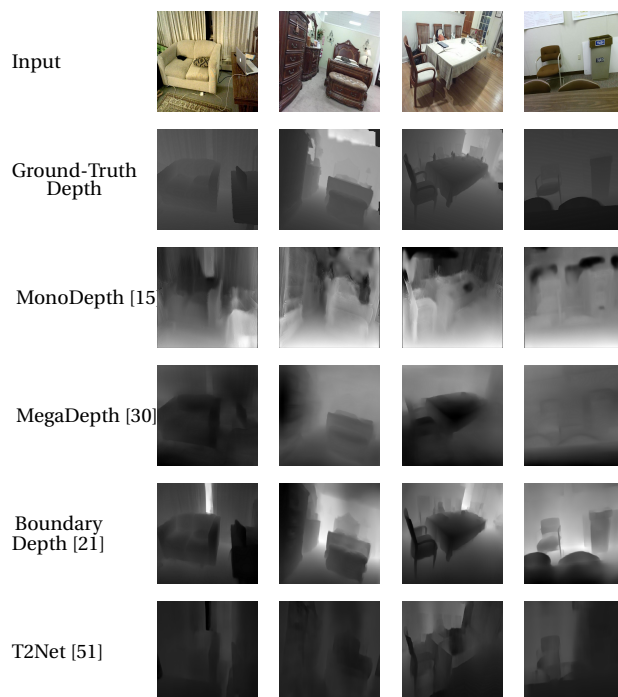 Input
Ground-Truth
Depth
MonoDepth [15
MegaDepth [30]
Boundary
Depth [21]
T2Net [51]